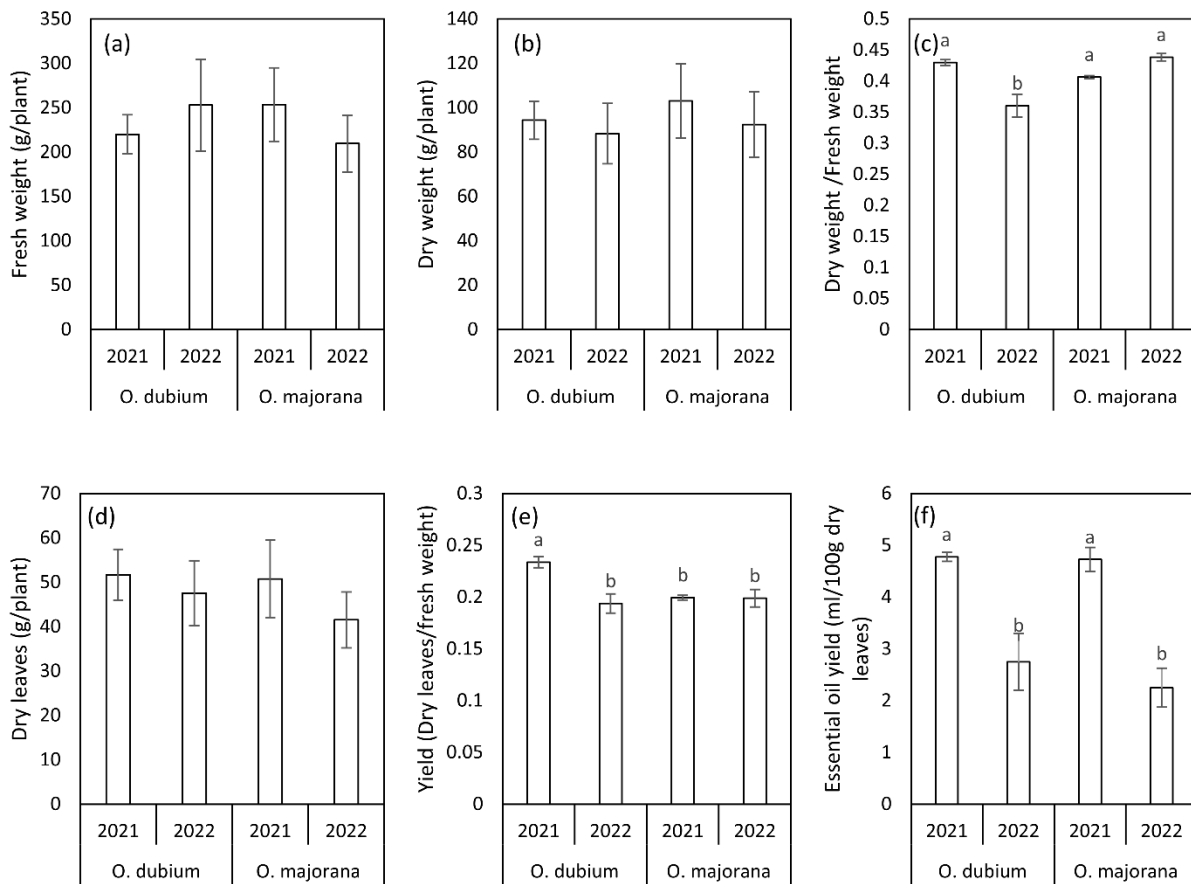 (a)
Fresh weight (g/plant)
350
300
250
200
150
100
50
0
2021 2022 2021 2022
O. dubium O. majorana
(b)
Dry weight (g/plant)
140
120
100
80
60
40
20
0
2021 2022 2021 2022
O. dubium O. majorana
(c)
Dry weight /Fresh weight
0.5
0.45
0.4
0.35
0.3
0.25
0.2
0.15
0.1
0.05
0
a b a a
2021 2022 2021 2022
O. dubium O. majorana
(d)
Dry leaves (g/plant)
70
60
50
40
30
20
10
0
2021 2022 2021 2022
O. dubium O. majorana
(e)
Yield (Dry leaves/fresh weight)
0.3
0.25
0.2
0.15
0.1
0.05
0
a b b b
2021 2022 2021 2022
O. dubium O. majorana
(f)
Essential oil yield (ml/100g dry
leaves)
6
5
4
3
2
1
0
a b a b
2021 2022 2021 2022
O. dubium O. majorana